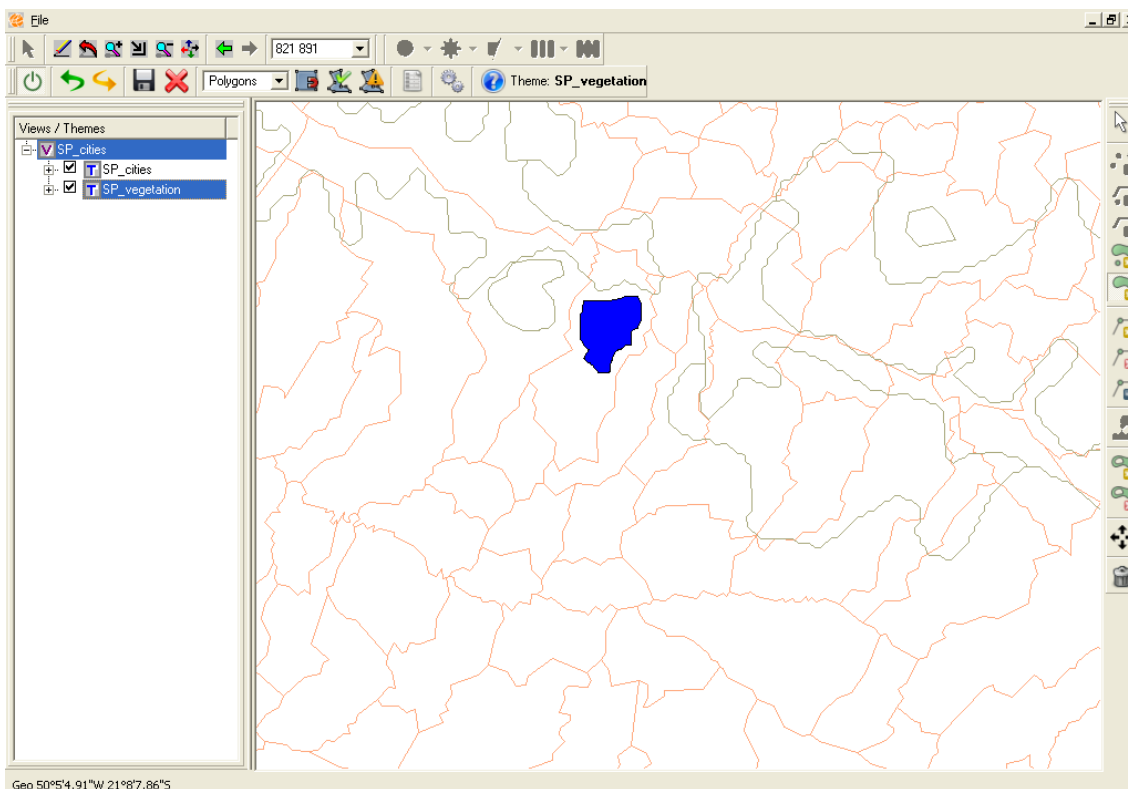 File
821 891
Polygons
Theme: SP_vegetation
Views / Themes
SP_cities
SP_cities
SP_vegetation
Geo 50°5'4.91"W 21°8'7.86"S